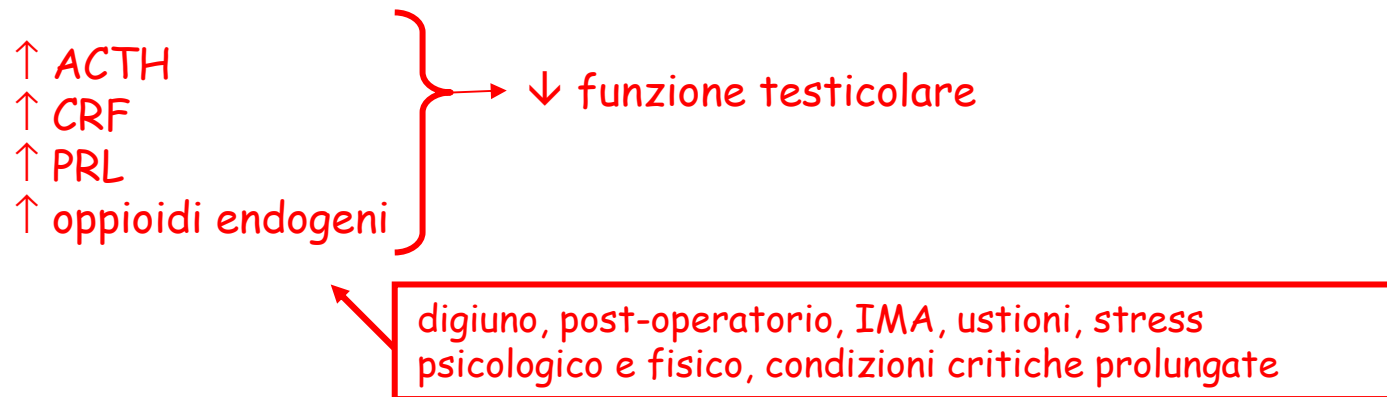 ↑ ACTH
↑ CRF
↑ PRL
↑ oppioidi endogeni
↓ funzione testicolare
digiuno, post-operatorio, IMA, ustioni, stress
psicologico e fisico, condizioni critiche prolungate